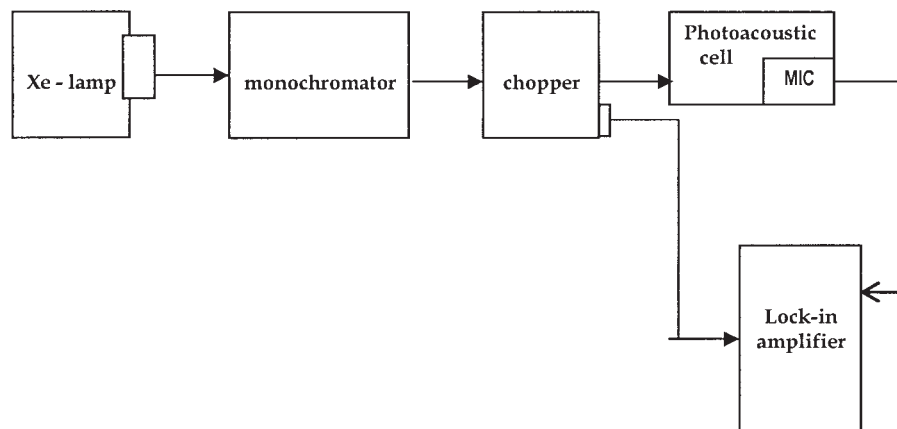 Xe - lamp
monochromator
chopper
Photoacoustic
cell
MIC
Lock-in
amplifier